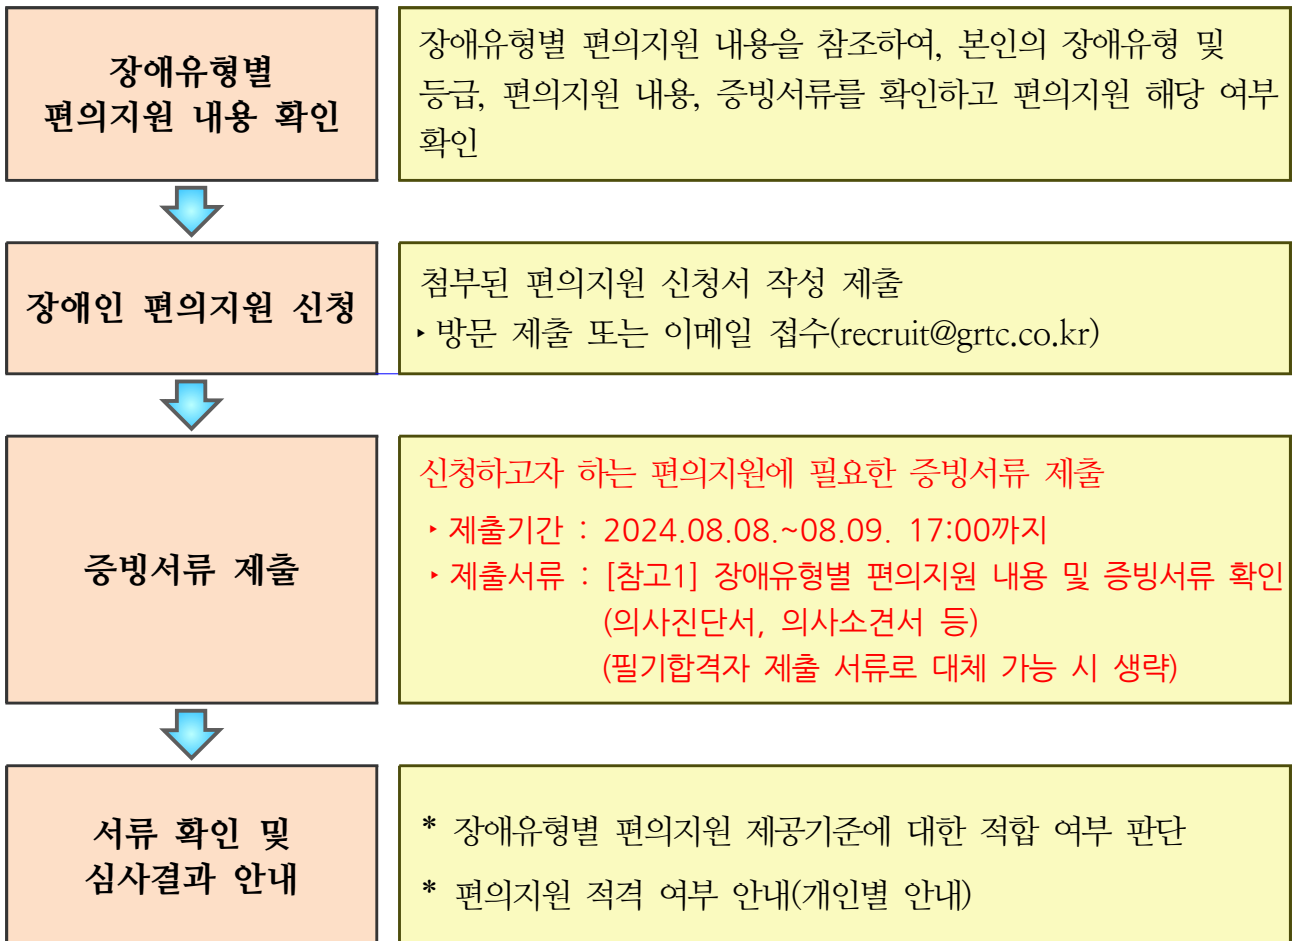 장애유형별
편의지원 내용 확인
장애유형별 편의지원 내용을 참조하여, 본인의 장애유형 및
등급, 편의지원 내용, 증빙서류를 확인하고 편의지원 해당 여부
확인
장애인 편의지원 신청
첨부된 편의지원 신청서 작성 제출
‣방문 제출 또는 이메일 접수(recruit@grtc.co.kr)
증빙서류 제출
신청하고자 하는 편의지원에 필요한 증빙서류 제출
‣제출기간 : 2024.08.08.~08.09. 17:00까지
‣제출서류 : [참고1] 장애유형별 편의지원 내용 및 증빙서류 확인
(의사진단서, 의사소견서 등)
(필기합격자 제출 서류로 대체 가능 시 생략)
서류 확인 및
심사결과 안내
* 장애유형별 편의지원 제공기준에 대한 적합 여부 판단
* 편의지원 적격 여부 안내(개인별 안내)